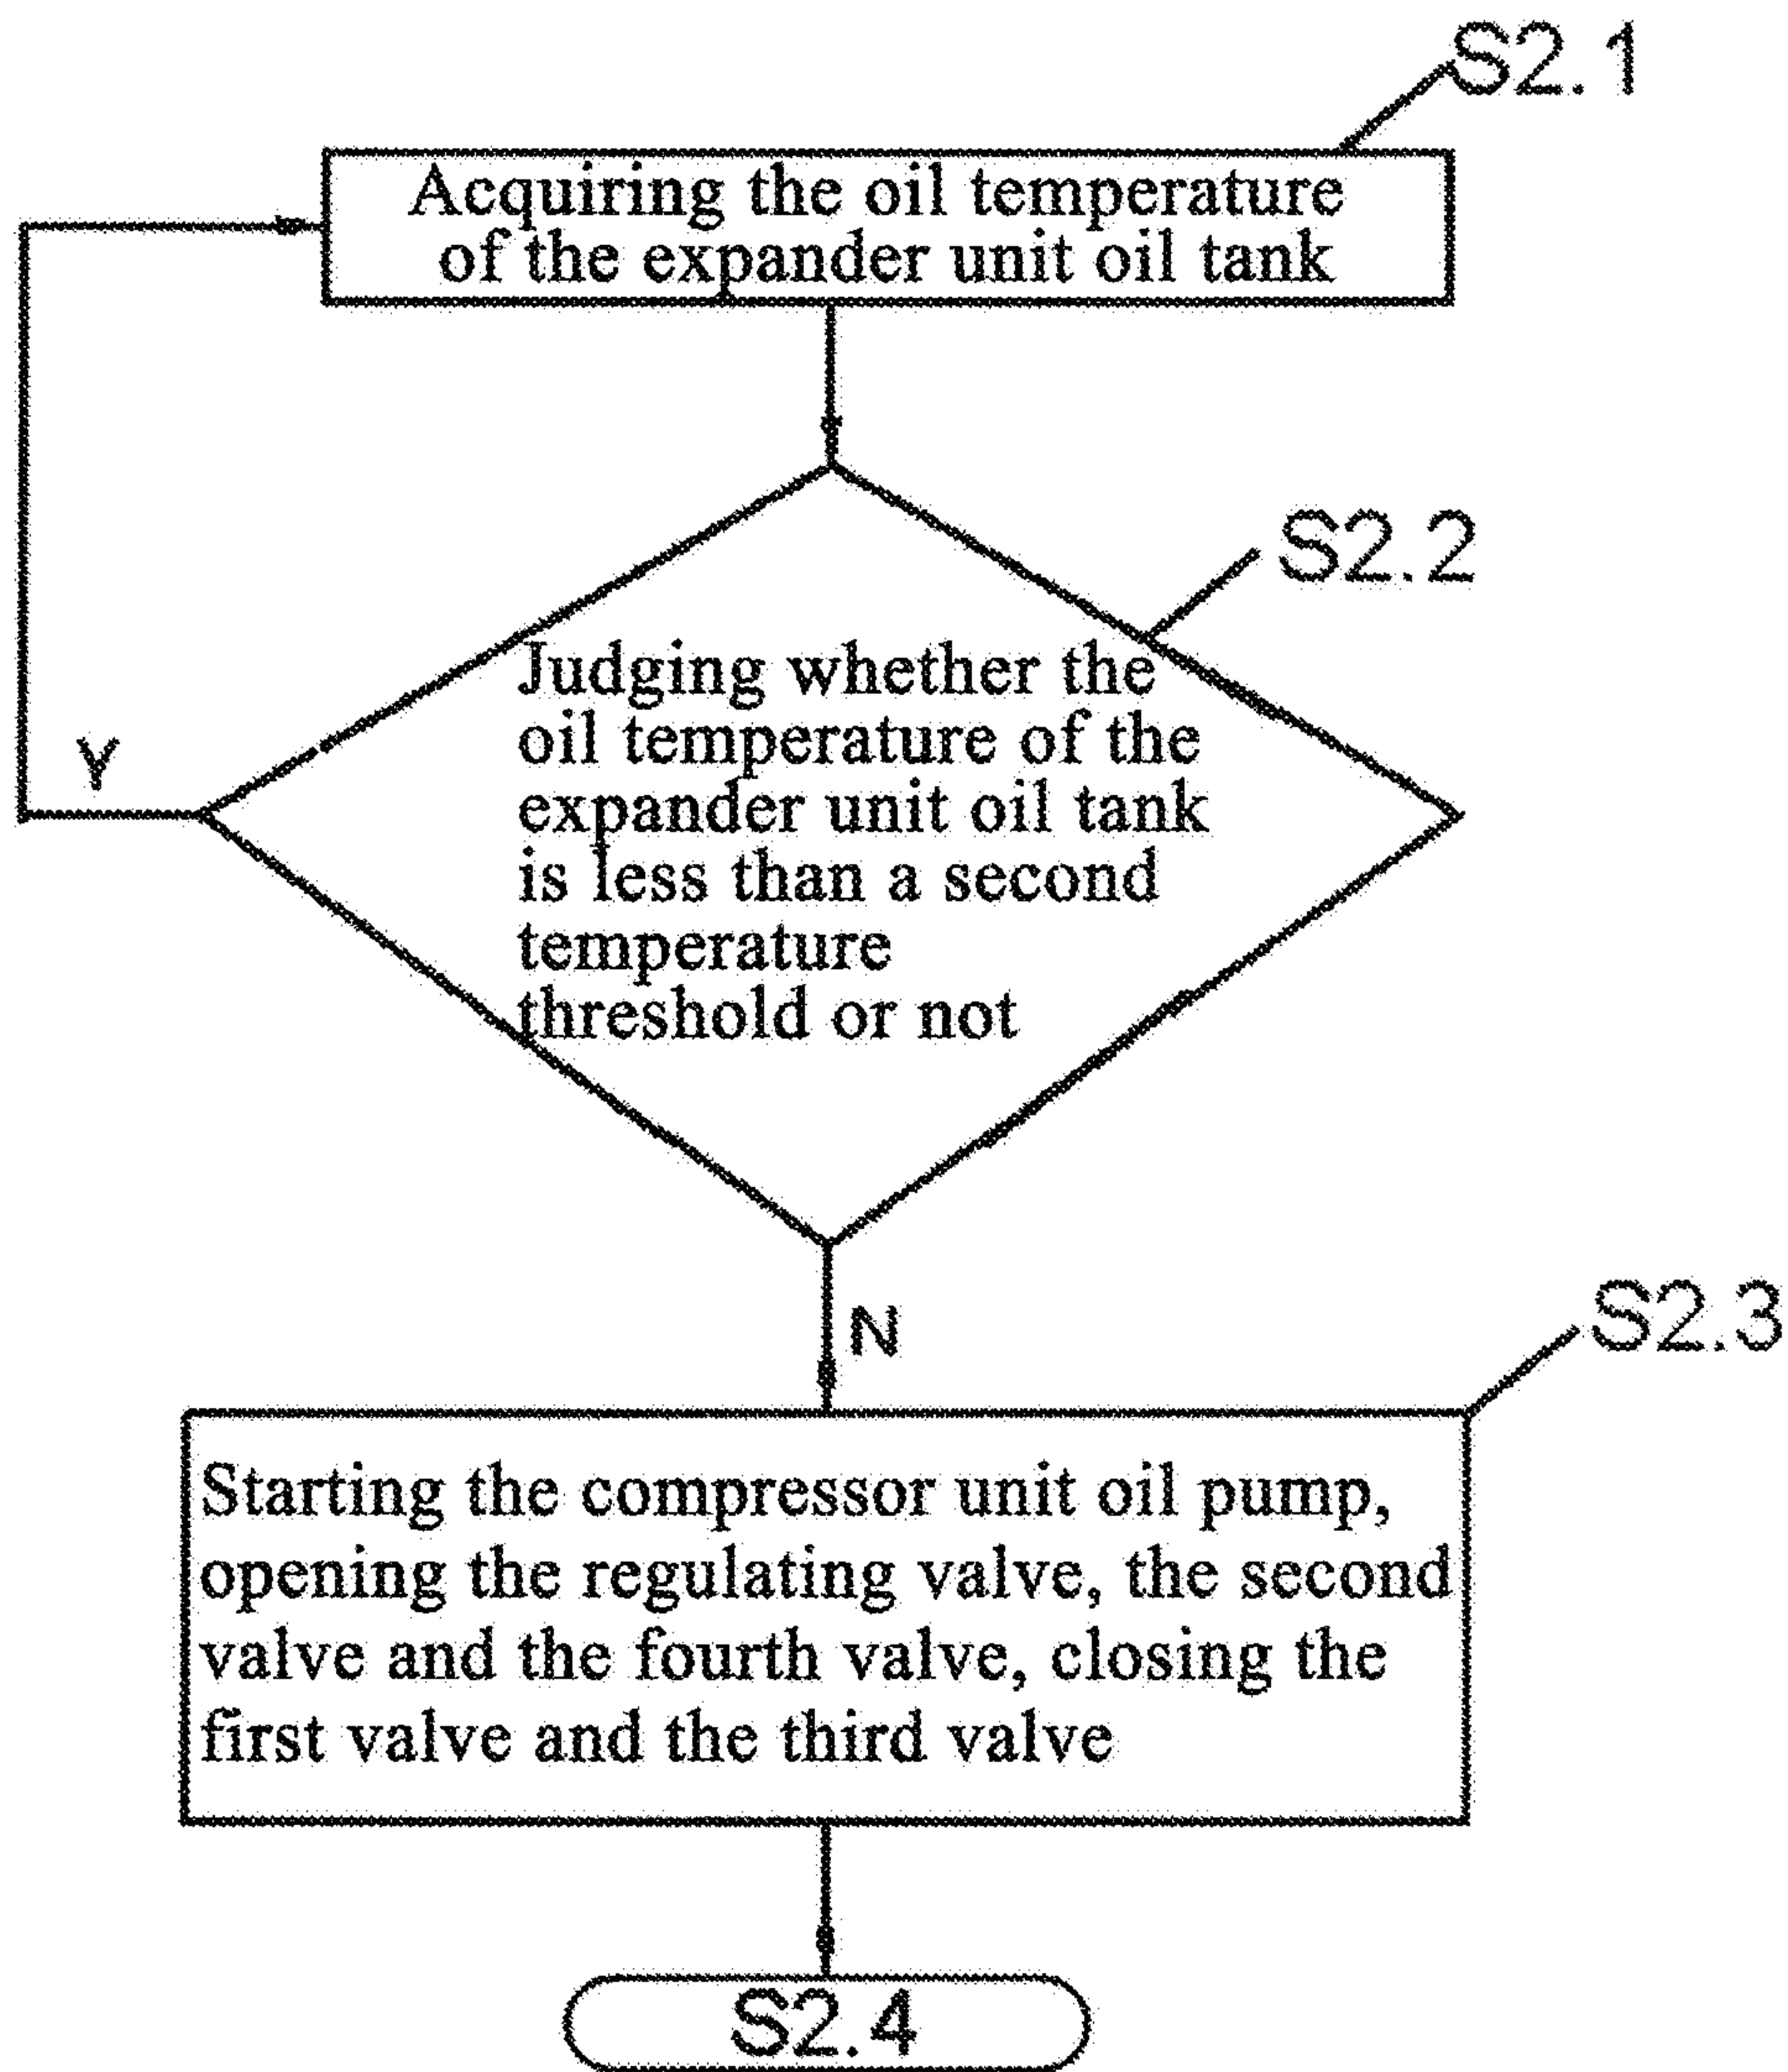 S2.1
Acquiring the oil temperature
of the expander unit oil tank
S2.2
Judging whether the
oil temperature of the
expander unit oil tank
is less than a second
temperature
threshold or not
Y
N
S2.3
Starting the compressor unit oil pump,
opening the regulating valve, the second
valve and the fourth valve, closing the
first valve and the third valve
S2.4